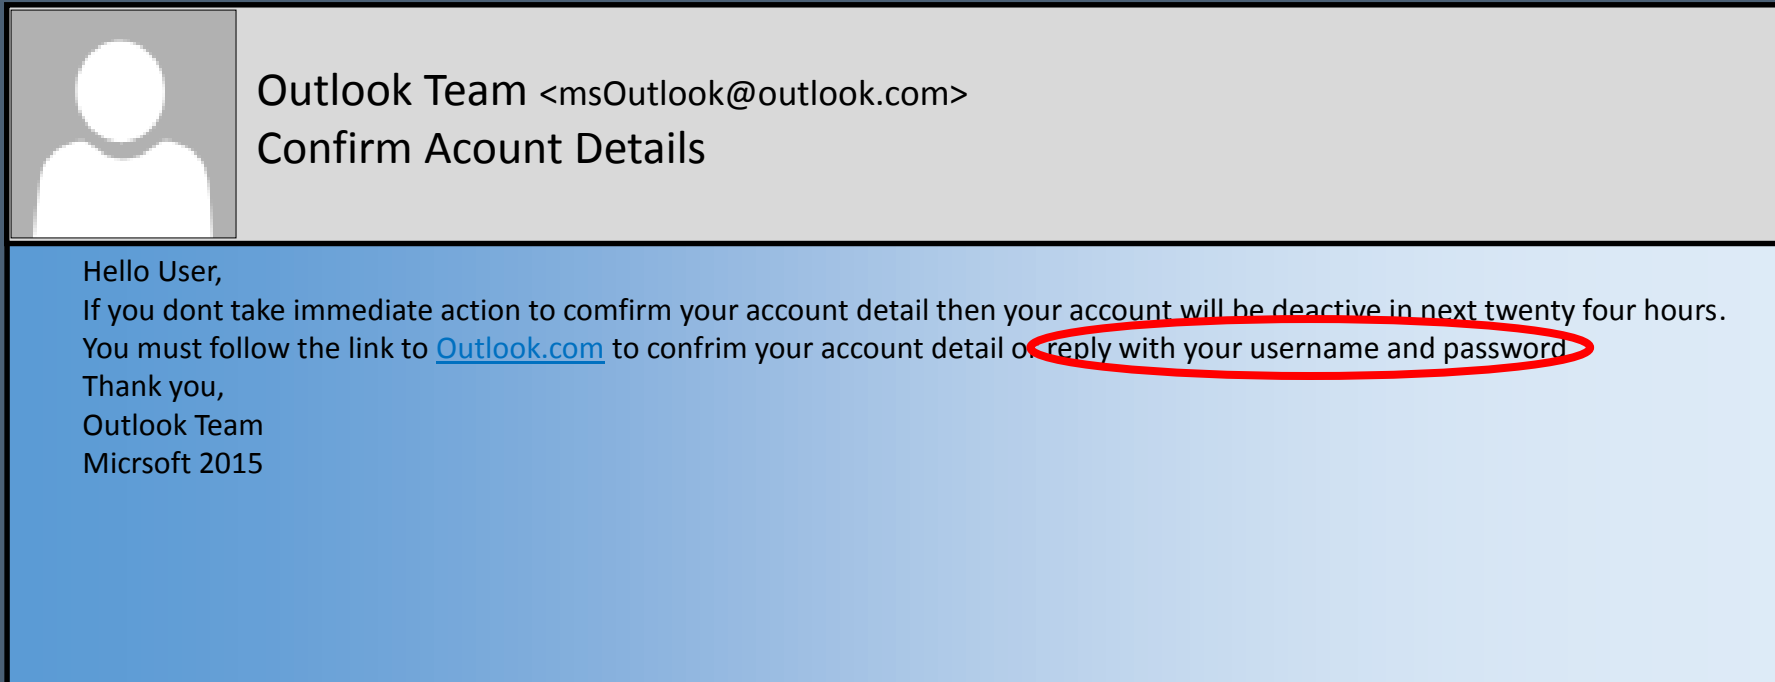 Outlook Team <msOutlook@outlook.com>
Confirm Acount Details
Hello User,
If you dont take immediate action to comfirm your account detail then your account will be deactive in next twenty four hours.
You must follow the link to Outlook.com to confrim your account detail or reply with your username and password
Thank you,
Outlook Team
Micrsoft 2015